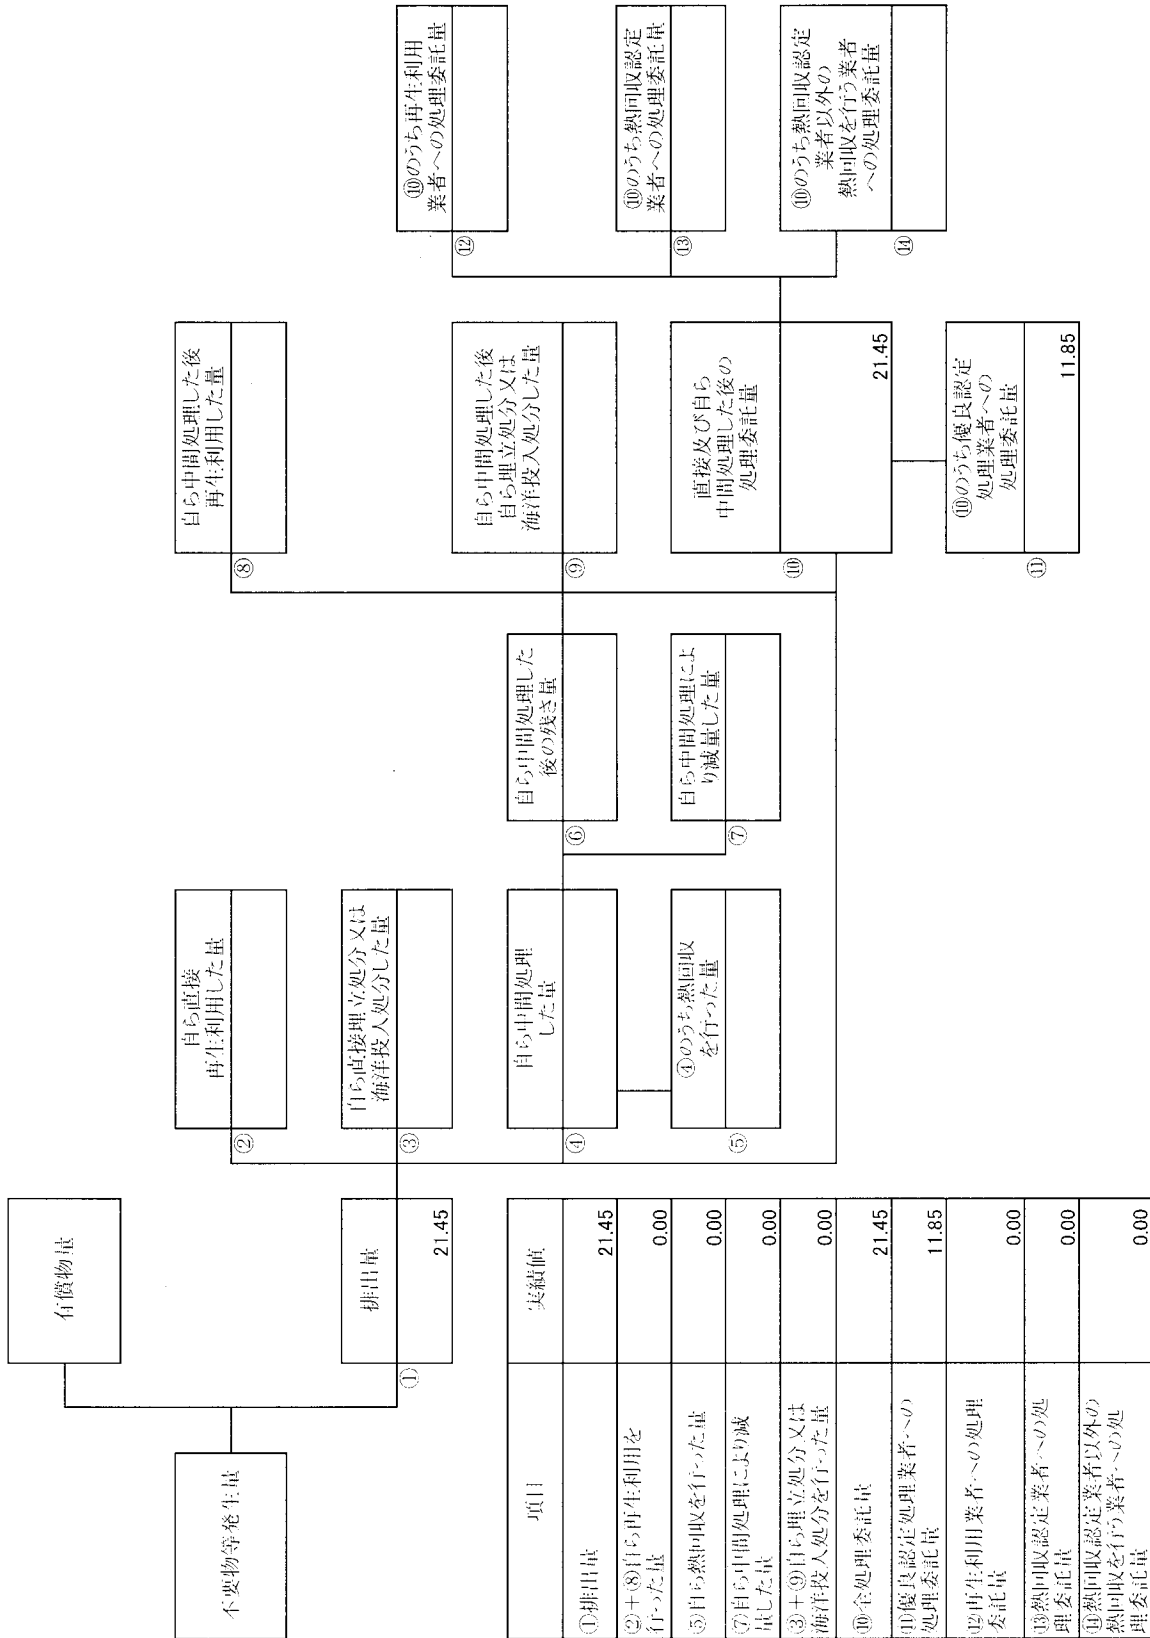 不要物等発生量
有償物量
排出量
①
21.45
自ら直接
再生利用した量
②
自ら直接埋立処分又は
海洋投入処分した量
③
自ら中間処理
した量
④
④のうち熱回収
を行った量
⑤
自ら中間処理した
後の残さ量
⑥
自ら中間処理によ
り減量した量
⑦
自ら中間処理した後
再生利用した量
⑧
自ら中間処理した後
自ら埋立処分又は
海洋投入処分した量
⑨
直接及び自ら
中間処理した後の
処理委託量
⑩
21.45
⑩のうち優良認定
処理業者への
処理委託量
⑪
11.85
⑩のうち再生利用
業者への処理委託量
⑫
⑩のうち熱回収認定
業者への処理委託量
⑬
⑩のうち熱回収認定
業者以外の
熱回収を行う業者
への処理委託量
⑭
項目 実績値
①排出量 21.45
②+⑧自ら再生利用を
行った量 0.00
⑤自ら熱回収を行った量 0.00
⑦自ら中間処理により減
量した量 0.00
③+⑨自ら埋立処分又は
海洋投入処分を行った量 0.00
⑩全処理委託量 21.45
⑪優良認定処理業者への
処理委託量 11.85
⑫再生利用業者への処理
委託量 0.00
⑬熱回収認定業者への処
理委託量 0.00
⑭熱回収認定業者以外の
熱回収を行う業者への処
理委託量 0.00